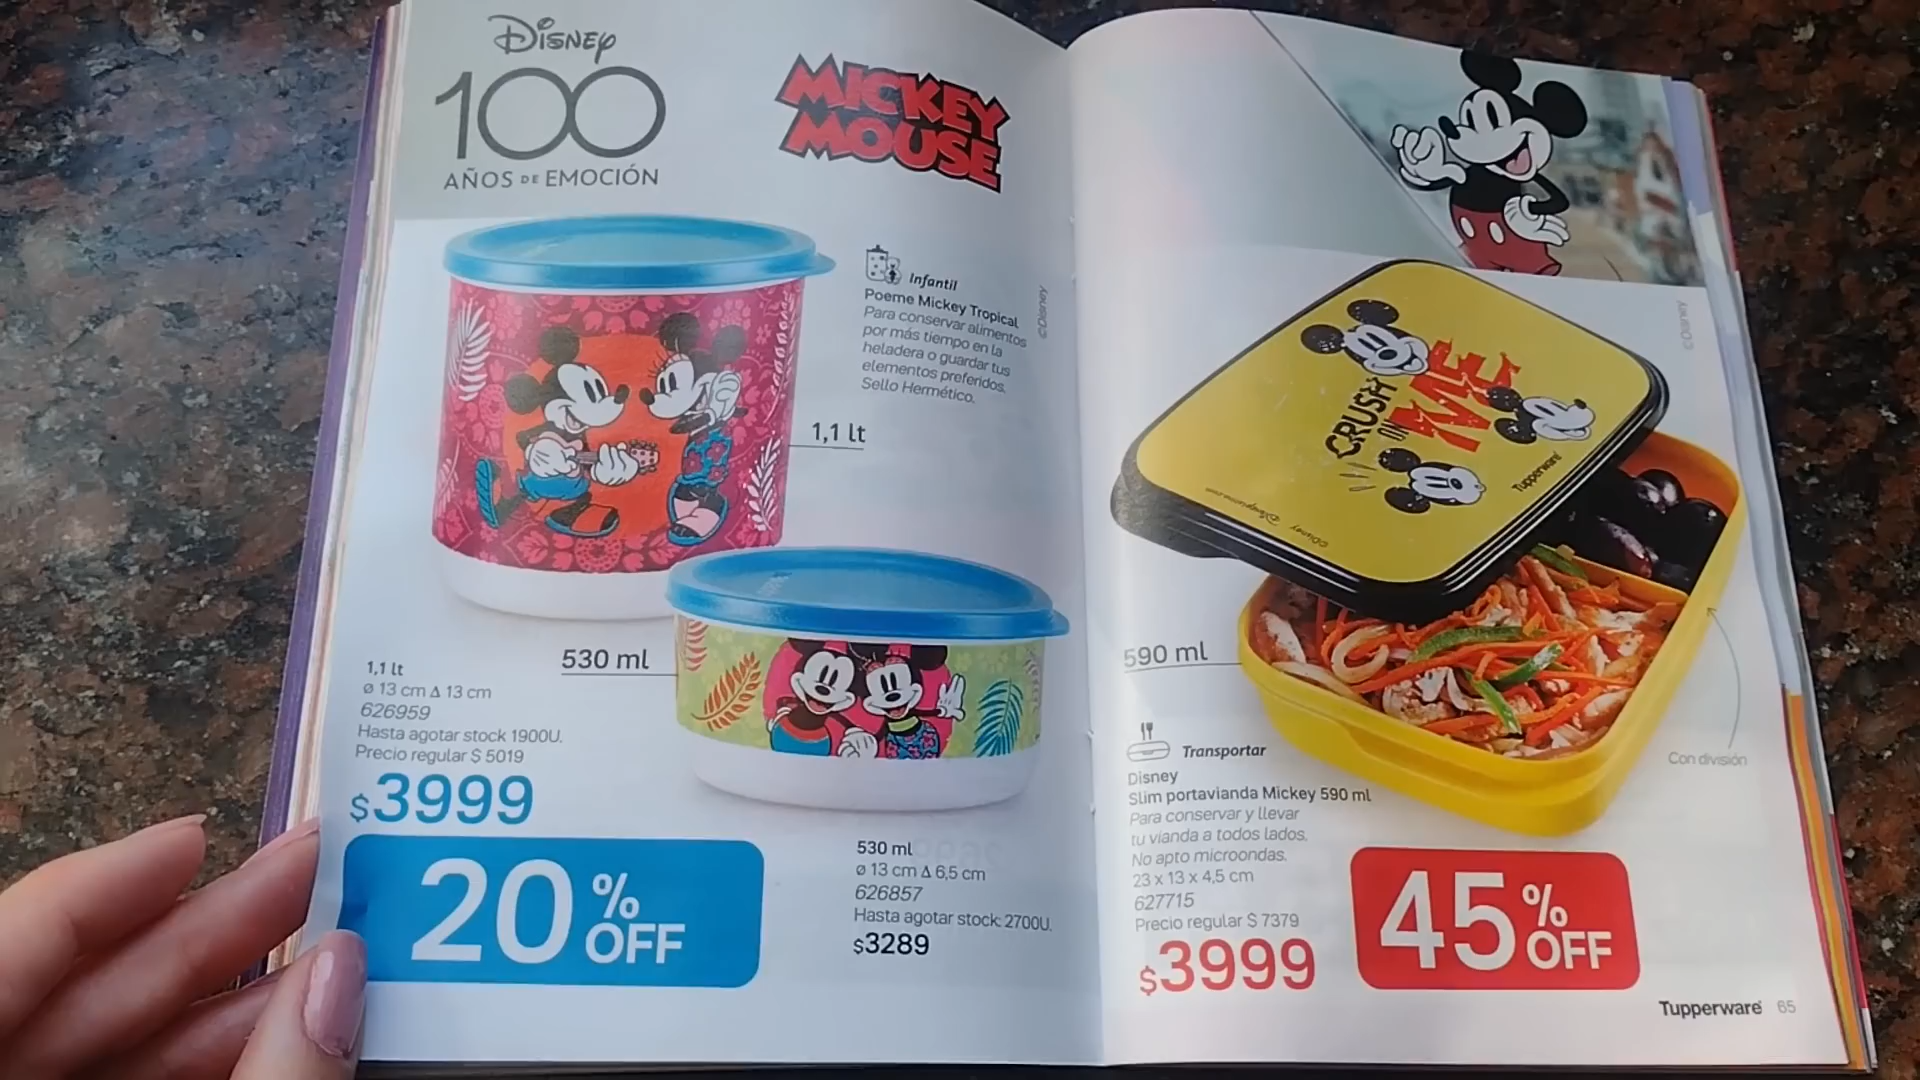 Disney
100
AÑOS DE EMOCIÓN
MICKEY
MOUSE
Infantil
Poeme Mickey Tropical
Para conservar alimentos
por más tiempo en la
heladera o guardar tus
elementos preferidos.
Sello Hermético.
©Disney
1,1 lt
530 ml
1,1 lt
ø 13 cm Δ 13 cm
626959
Hasta agotar stock 1900U.
Precio regular $ 5019
$3999
20% OFF
530 ml
ø 13 cm Δ 6,5 cm
626857
Hasta agotar stock: 2700U.
$3289
©Disney
CRUSH
ON
ME
Tupperware
©Disney
590 ml
Con división
Transportar
Disney
Slim portavianda Mickey 590 ml
Para conservar y llevar
tu vianda a todos lados.
No apto microondas.
23 x 13 x 4,5 cm
627715
Precio regular $ 7379
$3999
45% OFF
Tupperware 65